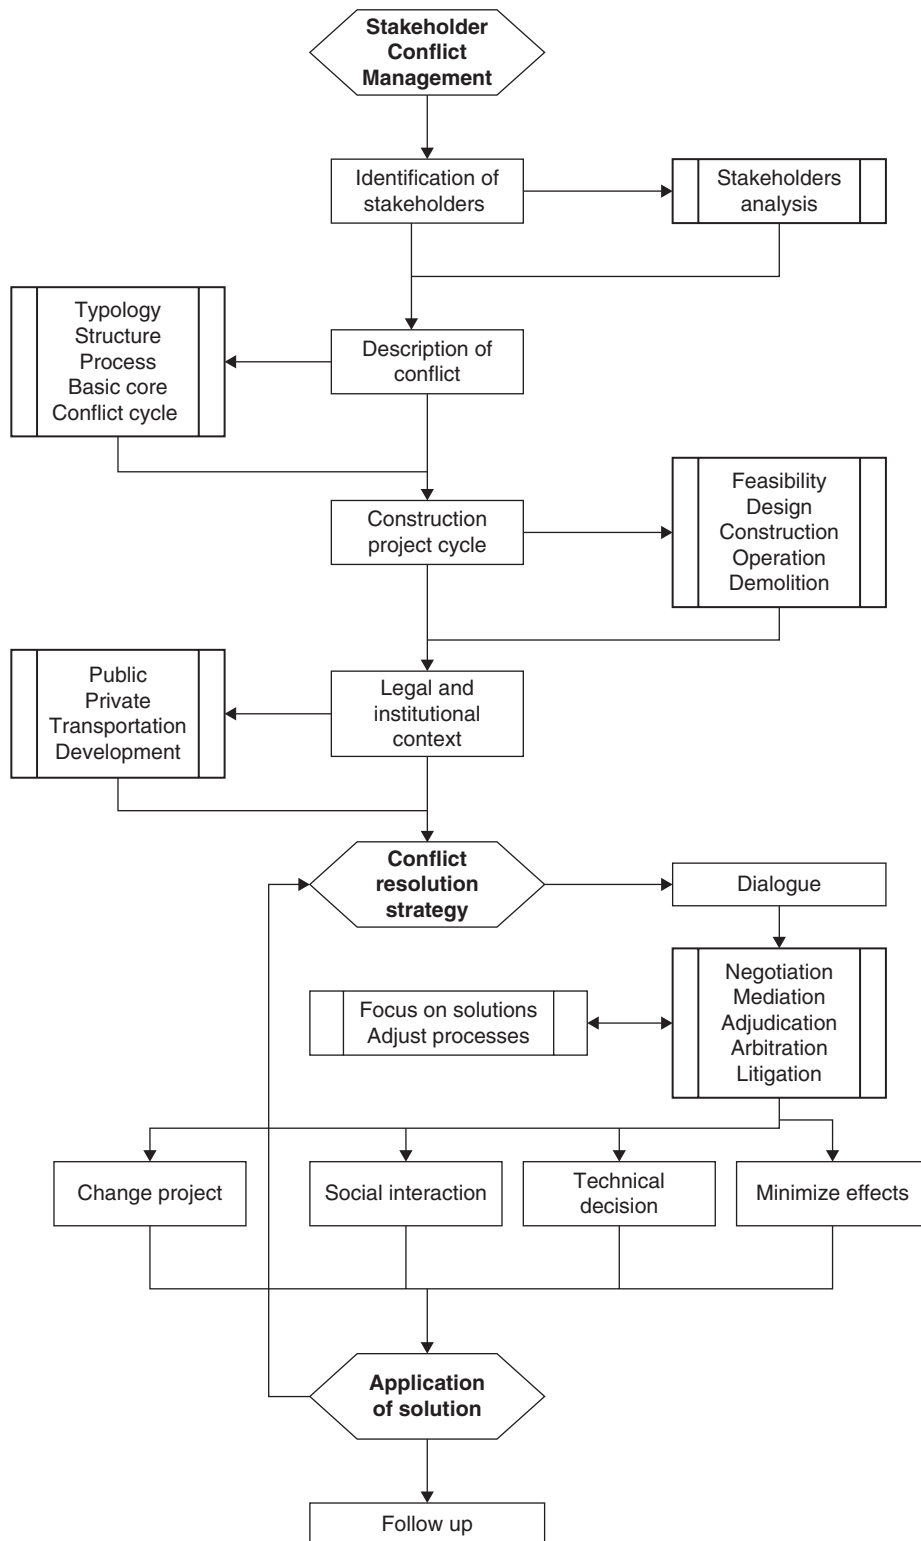 Stakeholder
Conflict
Management
Identification of
stakeholders
Stakeholders
analysis
Typology
Structure
Process
Basic core
Conflict cycle
Description of
conflict
Construction
project cycle
Feasibility
Design
Construction
Operation
Demolition
Public
Private
Transportation
Development
Legal and
institutional
context
Conflict
resolution
strategy
Dialogue
Focus on solutions
Adjust processes
Negotiation
Mediation
Adjudication
Arbitration
Litigation
Change project
Social interaction
Technical
decision
Minimize effects
Application
of solution
Follow up